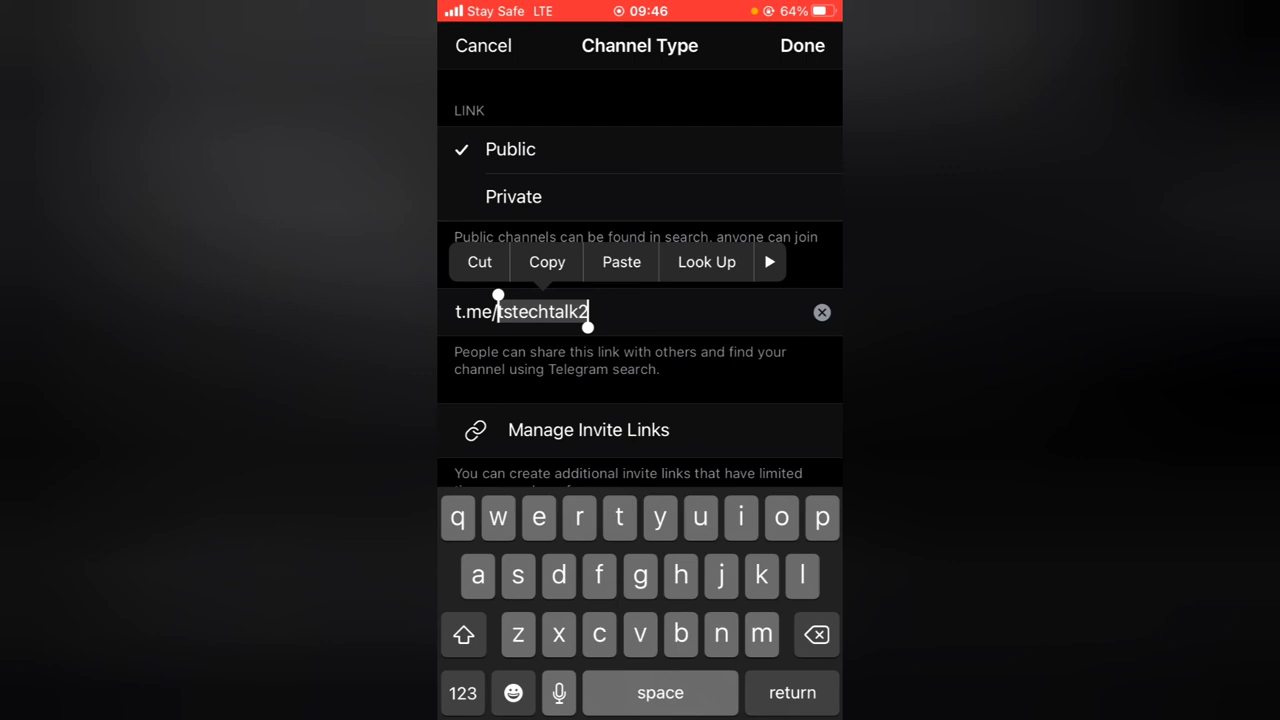 Stay Safe LTE 09:46 64%
Cancel Channel Type Done
LINK
Public
Private
Public channels can be found in search, anyone can join
Cut Copy Paste Look Up
t.me/tstechtalk2
People can share this link with others and find your
channel using Telegram search.
Manage Invite Links
You can create additional invite links that have limited
q w e r t y u i o p
a s d f g h j k l
z x c v b n m
123 space return